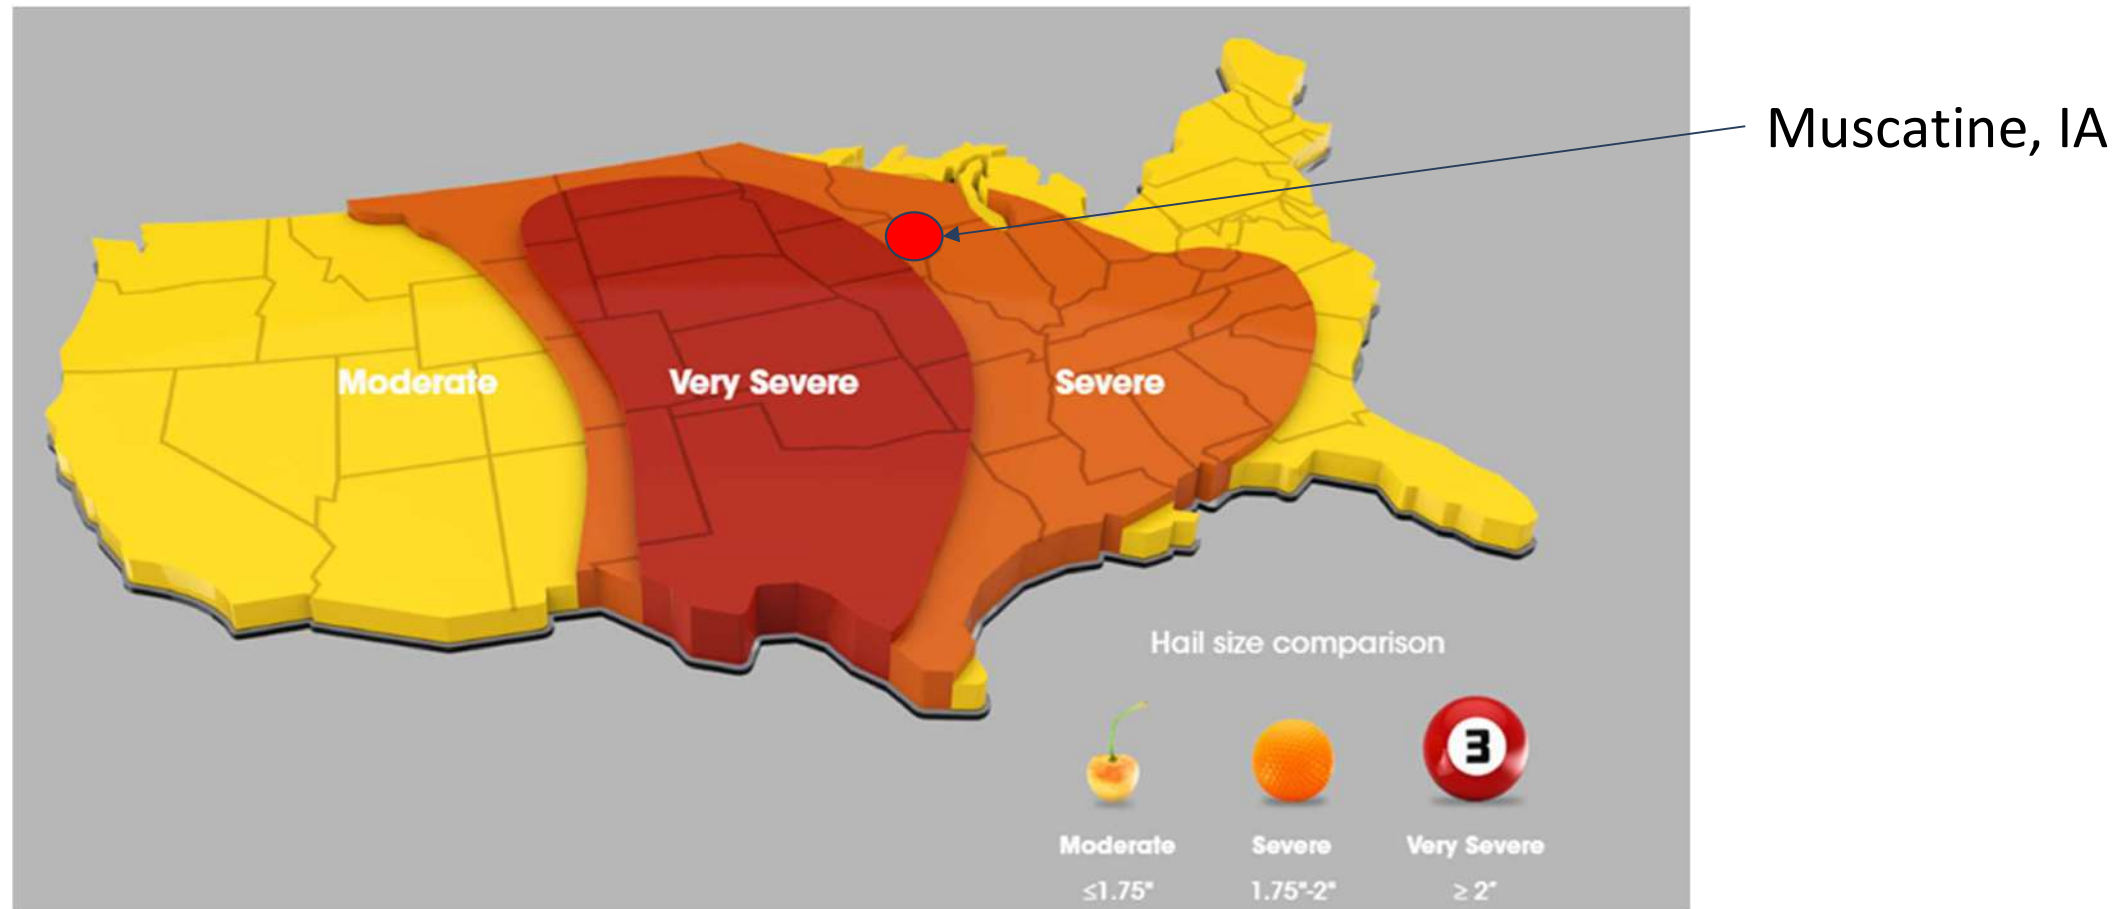 Muscatine, IA
Moderate
Very Severe
Severe
Hail size comparison
3
Moderate
Severe
Very Severe
≤1.75"
1.75"-2"
≥ 2"